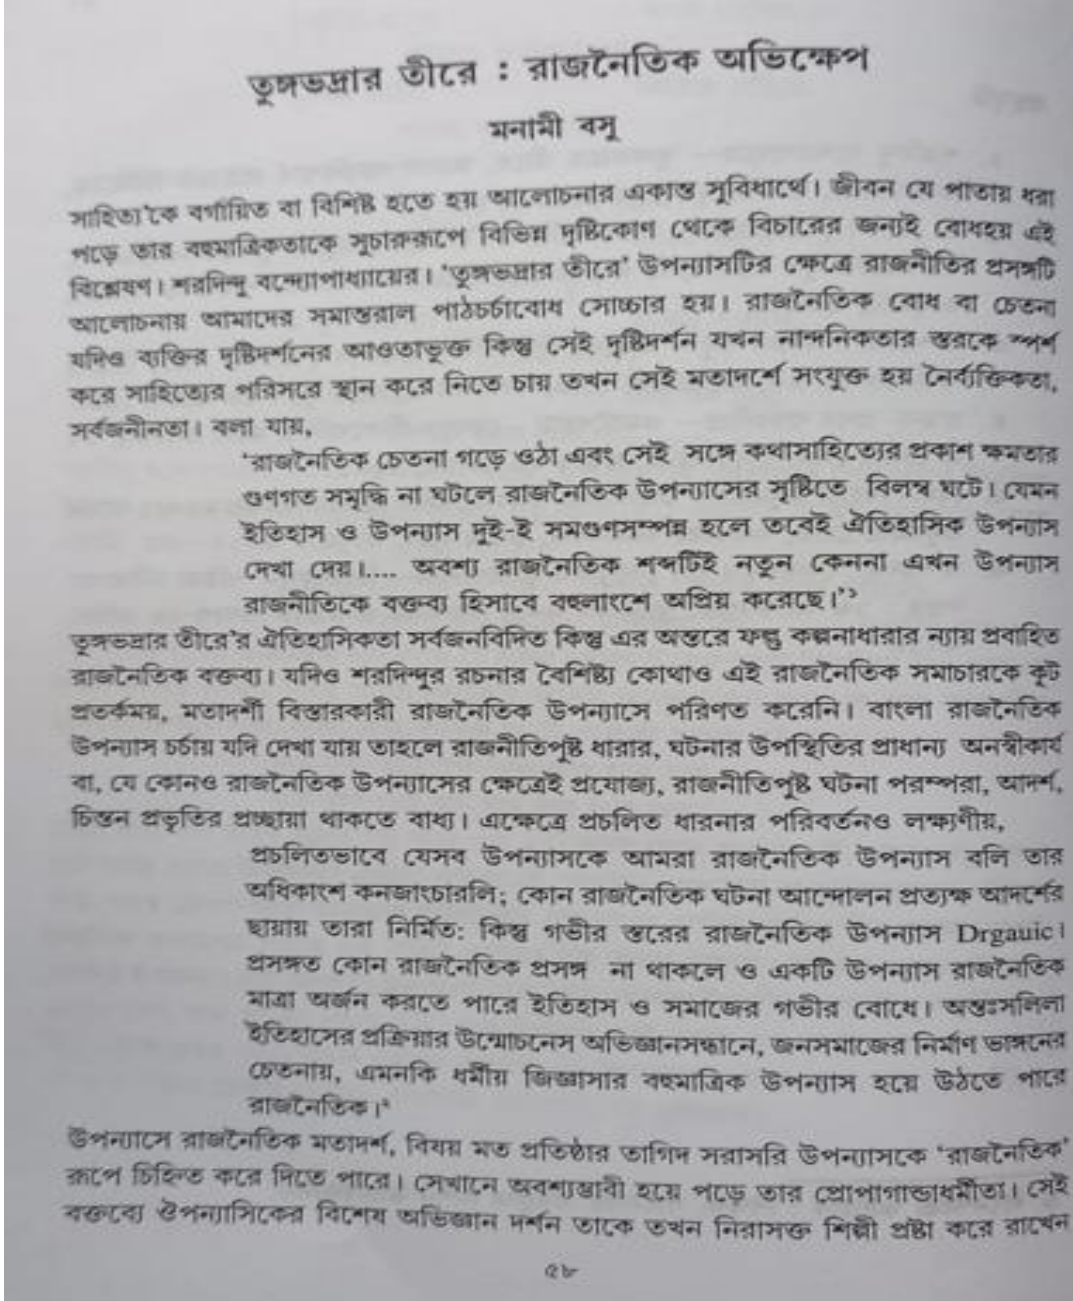 তুঙ্গভদ্রার তীরে : রাজনৈতিক অভিক্ষেপ
মনামী বসু
সাহিত্য'কে বর্গায়িত বা বিশিষ্ট হতে হয় আলোচনার একান্ত সুবিধার্থে। জীবন যে পাতায় ধরা
পড়ে তার বহুমাত্রিকতাকে সুচারুরূপে বিভিন্ন দৃষ্টিকোণ থেকে বিচারের জন্যই বোধহয় এই
বিশ্লেষণ। শরদিন্দু বন্দ্যোপাধ্যায়ের। 'তুঙ্গভদ্রার তীরে' উপন্যাসটির ক্ষেত্রে রাজনীতির প্রসঙ্গটি
আলোচনায় আমাদের সমান্তরাল পাঠচর্চাবোধ সোচ্চার হয়। রাজনৈতিক বোধ বা চেতনা
যদিও ব্যক্তির দৃষ্টিদর্শনের আওতাভুক্ত কিন্তু সেই দৃষ্টিদর্শন যখন নান্দনিকতার স্তরকে স্পর্শ
করে সাহিত্যের পরিসরে স্থান করে নিতে চায় তখন সেই মতাদর্শে সংযুক্ত হয় নৈর্ব্যক্তিকতা,
সর্বজনীনতা। বলা যায়,
'রাজনৈতিক চেতনা গড়ে ওঠা এবং সেই সঙ্গে কথাসাহিত্যের প্রকাশ ক্ষমতার
গুণগত সমৃদ্ধি না ঘটলে রাজনৈতিক উপন্যাসের সৃষ্টিতে বিলম্ব ঘটে। যেমন
ইতিহাস ও উপন্যাস দুই-ই সমগুণসম্পন্ন হলে তবেই ঐতিহাসিক উপন্যাস
দেখা দেয়।.... অবশ্য রাজনৈতিক শব্দটিই নতুন কেননা এখন উপন্যাস
রাজনীতিকে বক্তব্য হিসাবে বহুলাংশে অপ্রিয় করেছে।'১
তুঙ্গভদ্রার তীরে'র ঐতিহাসিকতা সর্বজনবিদিত কিন্তু এর অন্তরে ফল্গু কল্পনাধারার ন্যায় প্রবাহিত
রাজনৈতিক বক্তব্য। যদিও শরদিন্দুর রচনার বৈশিষ্ট্য কোথাও এই রাজনৈতিক সমাচারকে কূট
প্রতর্কময়, মতাদর্শী বিস্তারকারী রাজনৈতিক উপন্যাসে পরিণত করেনি। বাংলা রাজনৈতিক
উপন্যাস চর্চায় যদি দেখা যায় তাহলে রাজনীতিপুষ্ট ধারার, ঘটনার উপস্থিতির প্রাধান্য অনস্বীকার্য
বা, যে কোনও রাজনৈতিক উপন্যাসের ক্ষেত্রেই প্রযোজ্য, রাজনীতিপুষ্ট ঘটনা পরম্পরা, আদর্শ,
চিন্তন প্রভৃতির প্রচ্ছায়া থাকতে বাধ্য। এক্ষেত্রে প্রচলিত ধারনার পরিবর্তনও লক্ষ্যণীয়,
প্রচলিতভাবে যেসব উপন্যাসকে আমরা রাজনৈতিক উপন্যাস বলি তার
অধিকাংশে কনজাংচারলি; কোন রাজনৈতিক ঘটনা আন্দোলন প্রত্যক্ষ আদর্শের
ছায়ায় তারা নির্মিত: কিন্তু গভীর স্তরের রাজনৈতিক উপন্যাস Drgauic।
প্রসঙ্গত কোন রাজনৈতিক প্রসঙ্গ না থাকলে ও একটি উপন্যাস রাজনৈতিক
মাত্রা অর্জন করতে পারে ইতিহাস ও সমাজের গভীর বোধে। অন্তঃসলিলা
ইতিহাসের প্রক্রিয়ার উন্মোচনেস অভিজ্ঞানসন্ধানে, জনসমাজের নির্মাণ ভাঙ্গনের
চেতনায়, এমনকি ধর্মীয় জিজ্ঞাসার বহুমাত্রিক উপন্যাস হয়ে উঠতে পারে
রাজনৈতিক।২
উপন্যাসে রাজনৈতিক মতাদর্শ, বিষয় মত প্রতিষ্ঠার তাগিদ সরাসরি উপন্যাসকে 'রাজনৈতিক'
রূপে চিহ্নিত করে দিতে পারে। সেখানে অবশ্যম্ভাবী হয়ে পড়ে তার প্রোপাগান্ডাধর্মীতা। সেই
বক্তব্যে ঔপন্যাসিকের বিশেষ অভিজ্ঞান দর্শন তাকে তখন নিরাসক্ত শিল্পী প্রষ্টা করে রাখেন
৫৮